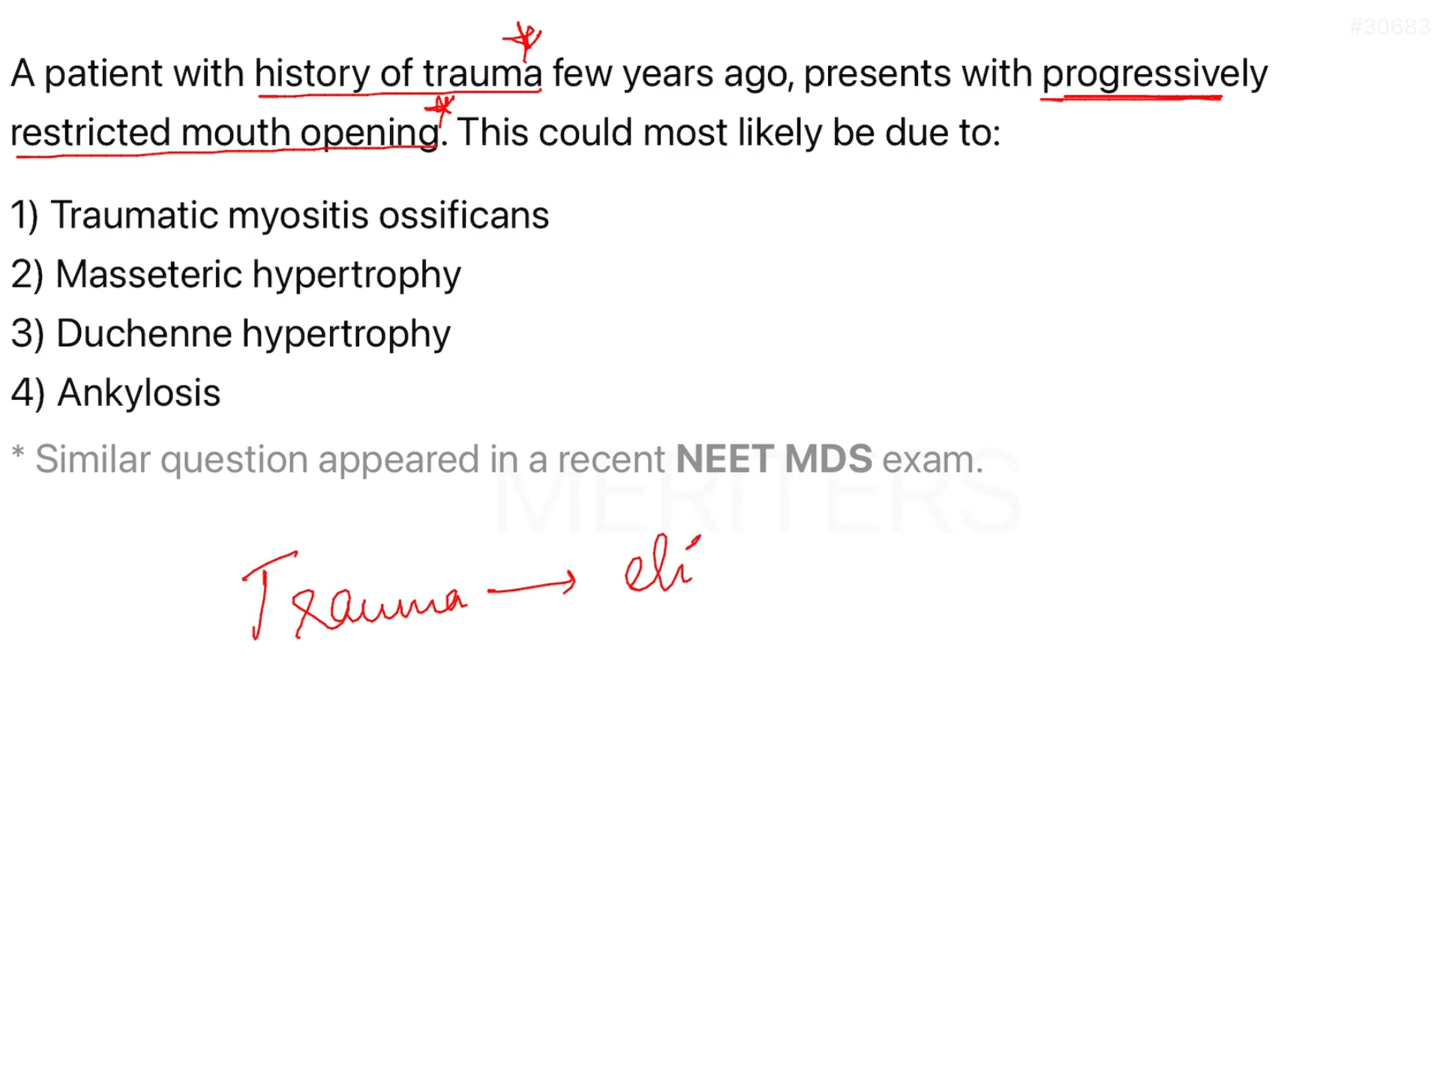 #30683
A patient with history of trauma few years ago, presents with progressively
restricted mouth opening. This could most likely be due to:
1) Traumatic myositis ossificans
2) Masseteric hypertrophy
3) Duchenne hypertrophy
4) Ankylosis
* Similar question appeared in a recent NEET MDS exam.
MERITERS
Trauma → eli